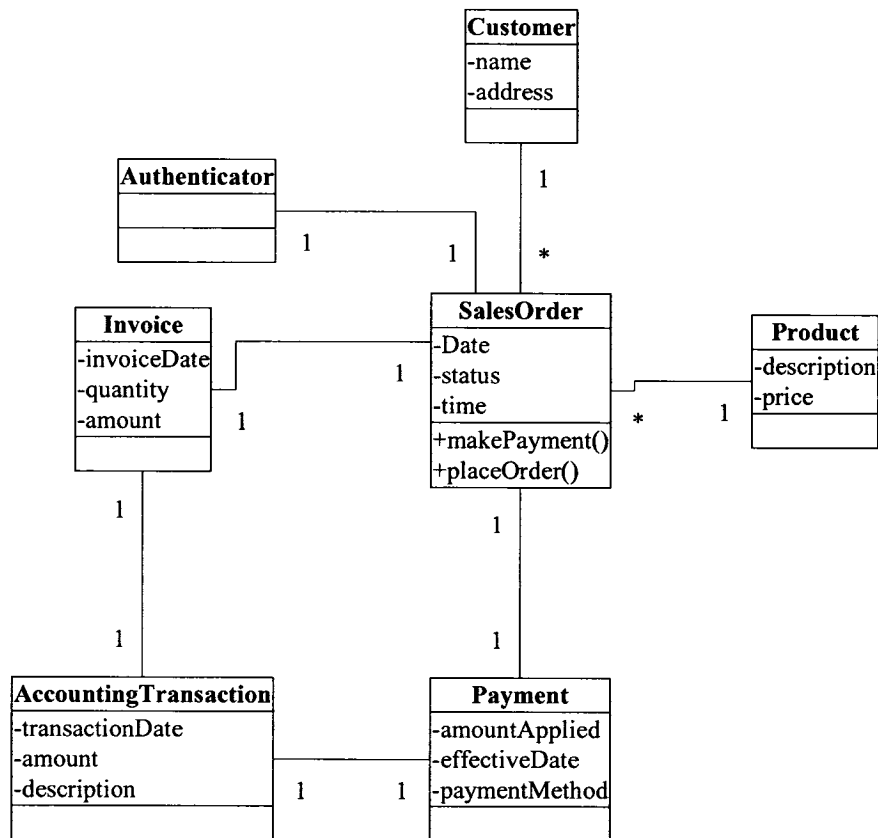 Customer
-name
-address
1
*
Authenticator
1
1
Invoice
-invoiceDate
-quantity
-amount
1
1
SalesOrder
-Date
-status
-time
+makePayment()
+placeOrder()
*
1
Product
-description
-price
1
1
1
1
AccountingTransaction
-transactionDate
-amount
-description
1
1
Payment
-amountApplied
-effectiveDate
-paymentMethod